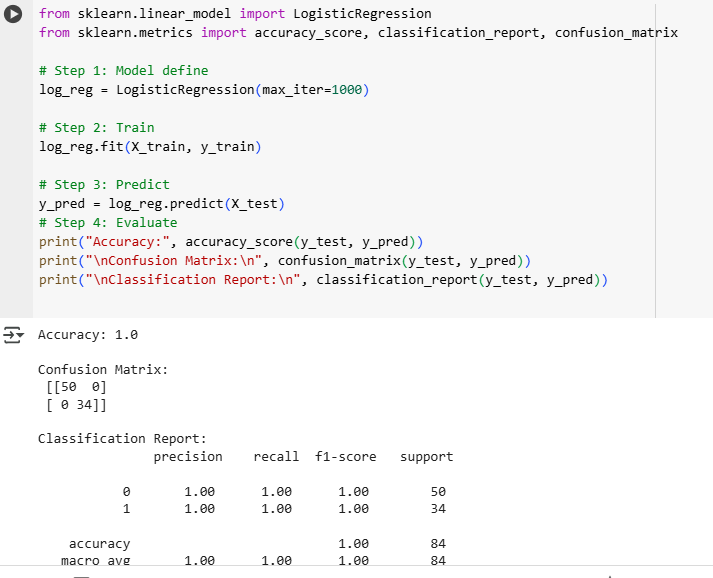 from sklearn.linear_model import LogisticRegression
from sklearn.metrics import accuracy_score, classification_report, confusion_matrix
# Step 1: Model define
log_reg = LogisticRegression(max_iter=1000)
# Step 2: Train
log_reg.fit(X_train, y_train)
# Step 3: Predict
y_pred = log_reg.predict(X_test)
# Step 4: Evaluate
print("Accuracy:", accuracy_score(y_test, y_pred))
print("\nConfusion Matrix:\n", confusion_matrix(y_test, y_pred))
print("\nClassification Report:\n", classification_report(y_test, y_pred))
Accuracy: 1.0
Confusion Matrix:
[[50  0]
[ 0 34]]
Classification Report:
precision    recall  f1-score   support
0       1.00      1.00      1.00        50
1       1.00      1.00      1.00        34
accuracy                           1.00        84
macro avg       1.00      1.00      1.00        84